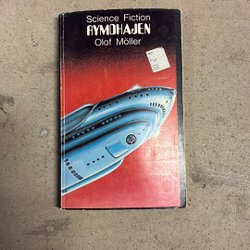 Science Fiction
RYMDHAJEN
Olof Möller